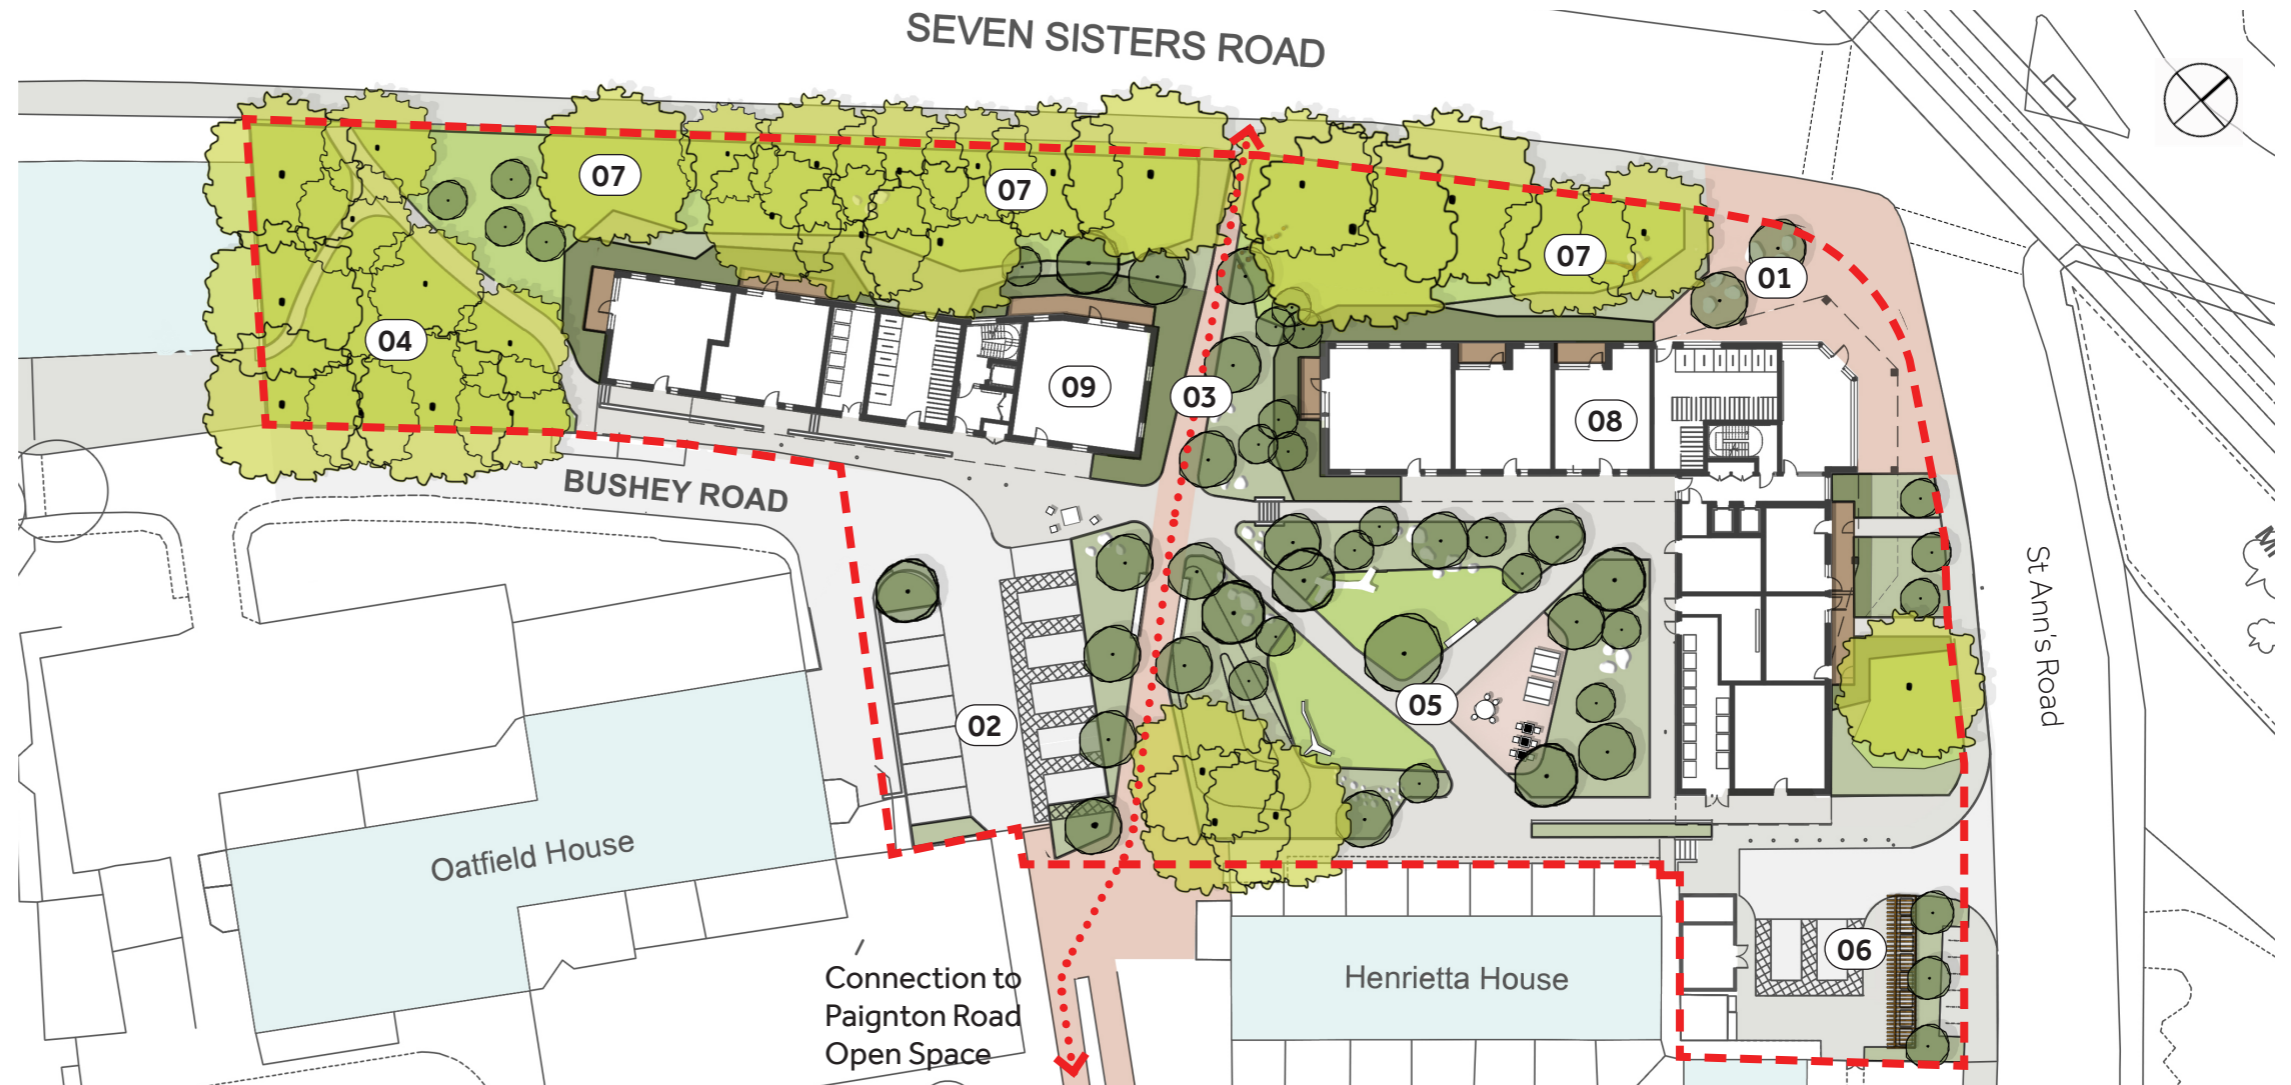 SEVEN SISTERS ROAD
07
07
07
01
04
09
03
08
BUSHEY ROAD
St Ann's Road
05
02
Oatfield House
06
Connection to
Paignton Road
Open Space
Henrietta House